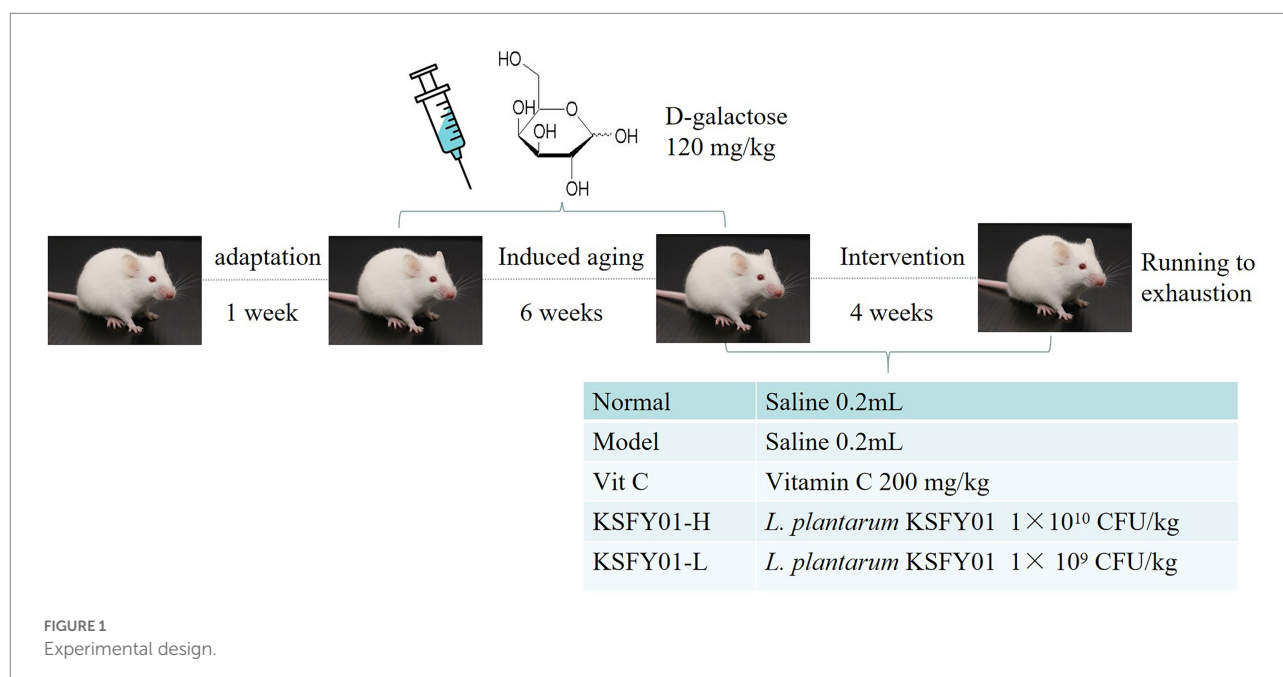 HO
OH
O
OH
OH
OH
OH
D-galactose
120 mg/kg
adaptation
1 week
Induced aging
6 weeks
Intervention
4 weeks
Running to
exhaustion
Normal Saline 0.2mL
Model Saline 0.2mL
Vit C Vitamin C 200 mg/kg
KSFY01-H L. plantarum KSFY01 1×10¹⁰ CFU/kg
KSFY01-L L. plantarum KSFY01 1× 10⁹ CFU/kg
FIGURE 1
Experimental design.